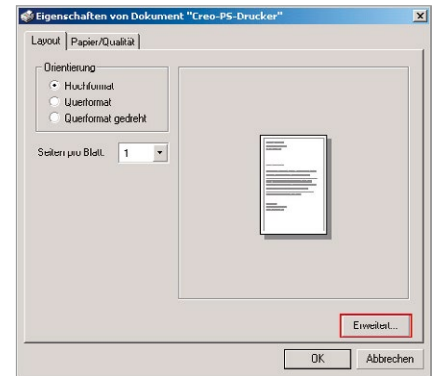 Eigenschaften von Dokument "Creo-PS-Drucker"
Layout
Papier/Qualität
Orientierung
Hochformat
Querformat
Querformat gedreht
Seiten pro Blatt: 1
Erweitert...
OK
Abbrechen